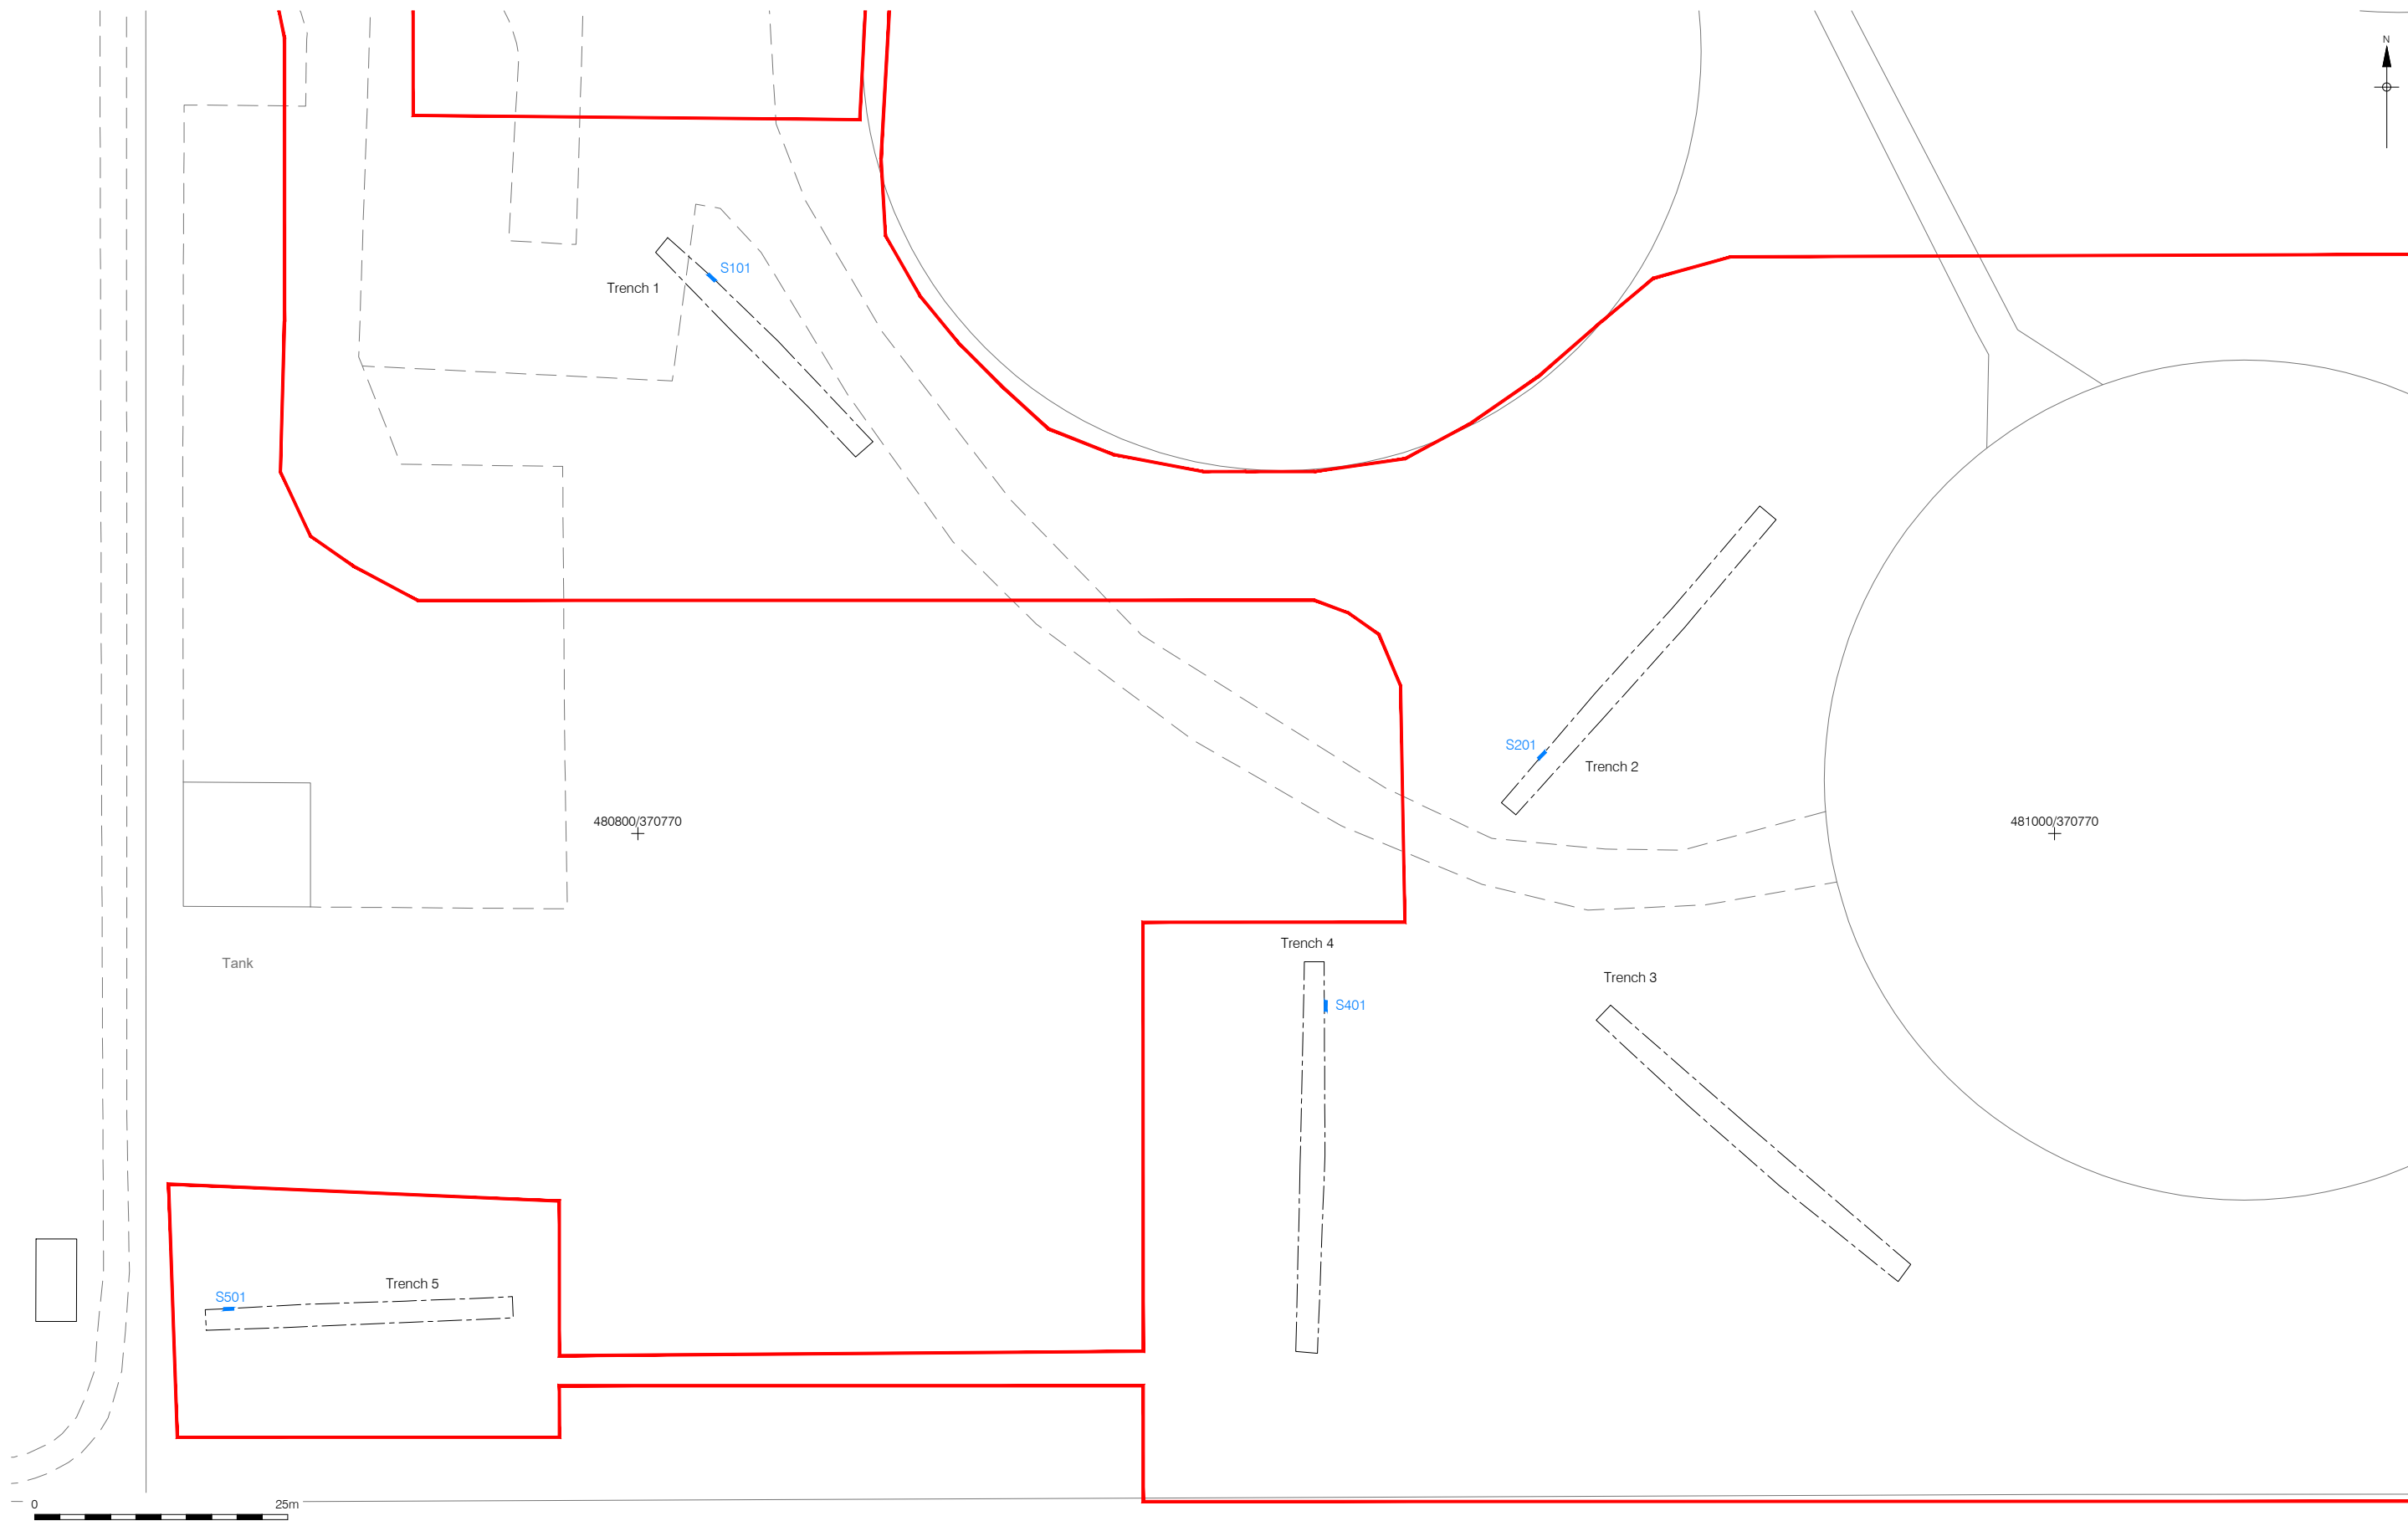 N
S101
Trench 1
S201
Trench 2
480800/370770
481000/370770
Trench 4
Tank
Trench 3
S401
Trench 5
S501
0 25m